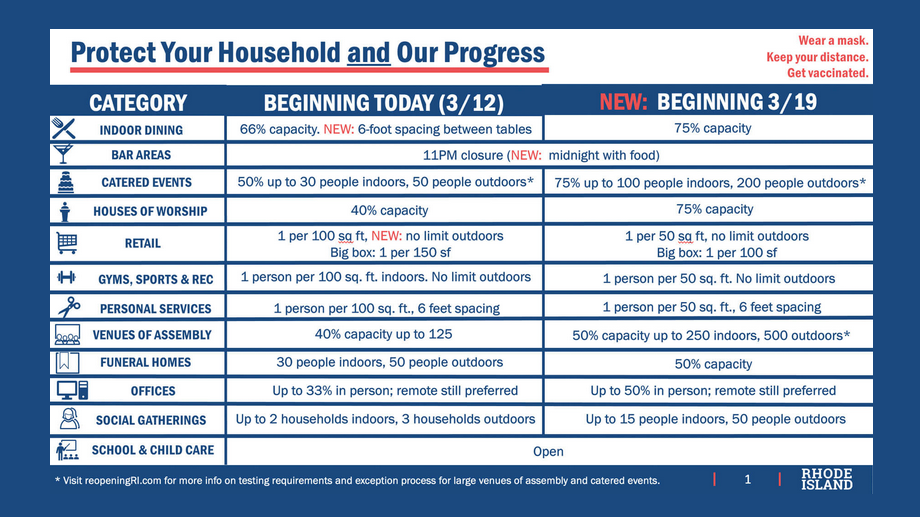 Protect Your Household and Our Progress
Wear a mask.
Keep your distance.
Get vaccinated.
CATEGORY BEGINNING TODAY (3/12) NEW: BEGINNING 3/19
INDOOR DINING 66% capacity. NEW: 6-foot spacing between tables 75% capacity
BAR AREAS 11PM closure (NEW: midnight with food)
CATERED EVENTS 50% up to 30 people indoors, 50 people outdoors* 75% up to 100 people indoors, 200 people outdoors*
HOUSES OF WORSHIP 40% capacity 75% capacity
RETAIL 1 per 100 sq ft, NEW: no limit outdoors 1 per 50 sq ft, no limit outdoors
Big box: 1 per 150 sf Big box: 1 per 100 sf
GYMS, SPORTS & REC 1 person per 100 sq. ft. indoors. No limit outdoors 1 person per 50 sq. ft. No limit outdoors
PERSONAL SERVICES 1 person per 100 sq. ft., 6 feet spacing 1 person per 50 sq. ft., 6 feet spacing
VENUES OF ASSEMBLY 40% capacity up to 125 50% capacity up to 250 indoors, 500 outdoors*
FUNERAL HOMES 30 people indoors, 50 people outdoors 50% capacity
OFFICES Up to 33% in person; remote still preferred Up to 50% in person; remote still preferred
SOCIAL GATHERINGS Up to 2 households indoors, 3 households outdoors Up to 15 people indoors, 50 people outdoors
SCHOOL & CHILD CARE Open
* Visit reopeningRI.com for more info on testing requirements and exception process for large venues of assembly and catered events.
1
RHODE
ISLAND